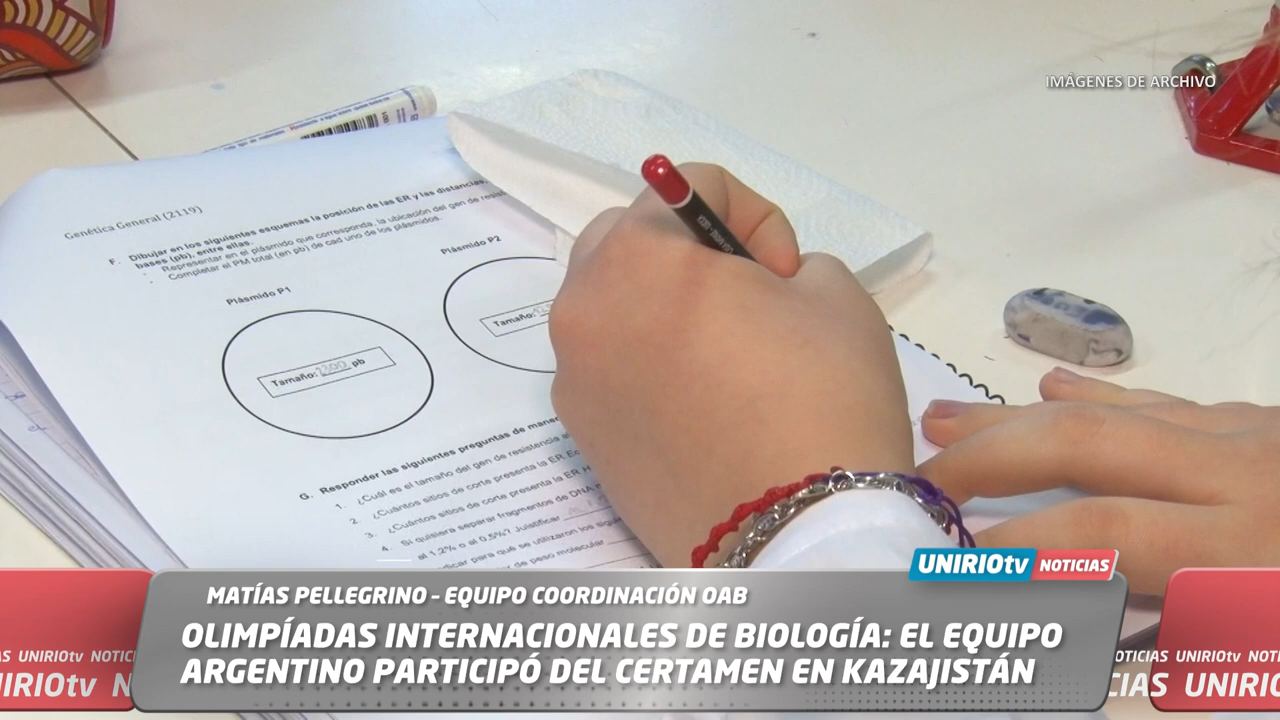 IMÁGENES DE ARCHIVO
Genética General (2119)
F. Dibujar en los siguientes esquemas la posición de las ER y las distancias
bases (pb), entre ellas.
- Representar en el plásmido que corresponda, la ubicación del gen de
- Completar el PM total (en pb) de cad uno de los plásmidos.
Plásmido P1
Plásmido P2
Tamaño: 2300 pb
Tamaño:
G. Responder las siguientes preguntas de
1. ¿Cuál es el tamaño del gen de resistencia
2. ¿Cuántos sitios de corte presenta la ER
3. ¿Cuántos sitios de corte presenta la ER
4. Si quisiera separar fragmentos de DNA
al 1.2% o al 0.5%? Justificar
para qué se utilizaron los
de peso molecular
UNIRIOtv NOTICIAS
MATÍAS PELLEGRINO - EQUIPO COORDINACIÓN OAB
OLIMPÍADAS INTERNACIONALES DE BIOLOGÍA: EL EQUIPO
ARGENTINO PARTICIPÓ DEL CERTAMEN EN KAZAJISTÁN
UNIRIOtv
UNIRIOtv